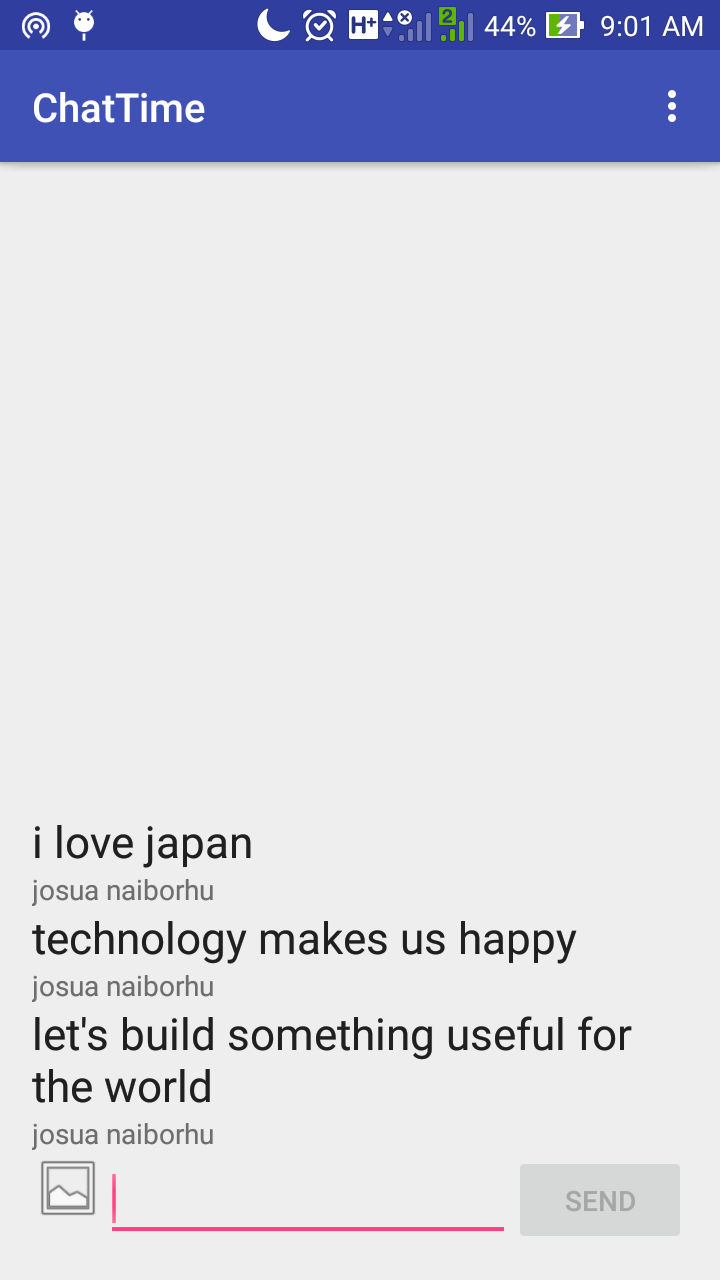 H+ 2 44% 9:01 AM
ChatTime
i love japan
josua naiborhu
technology makes us happy
josua naiborhu
let's build something useful for
the world
josua naiborhu
SEND